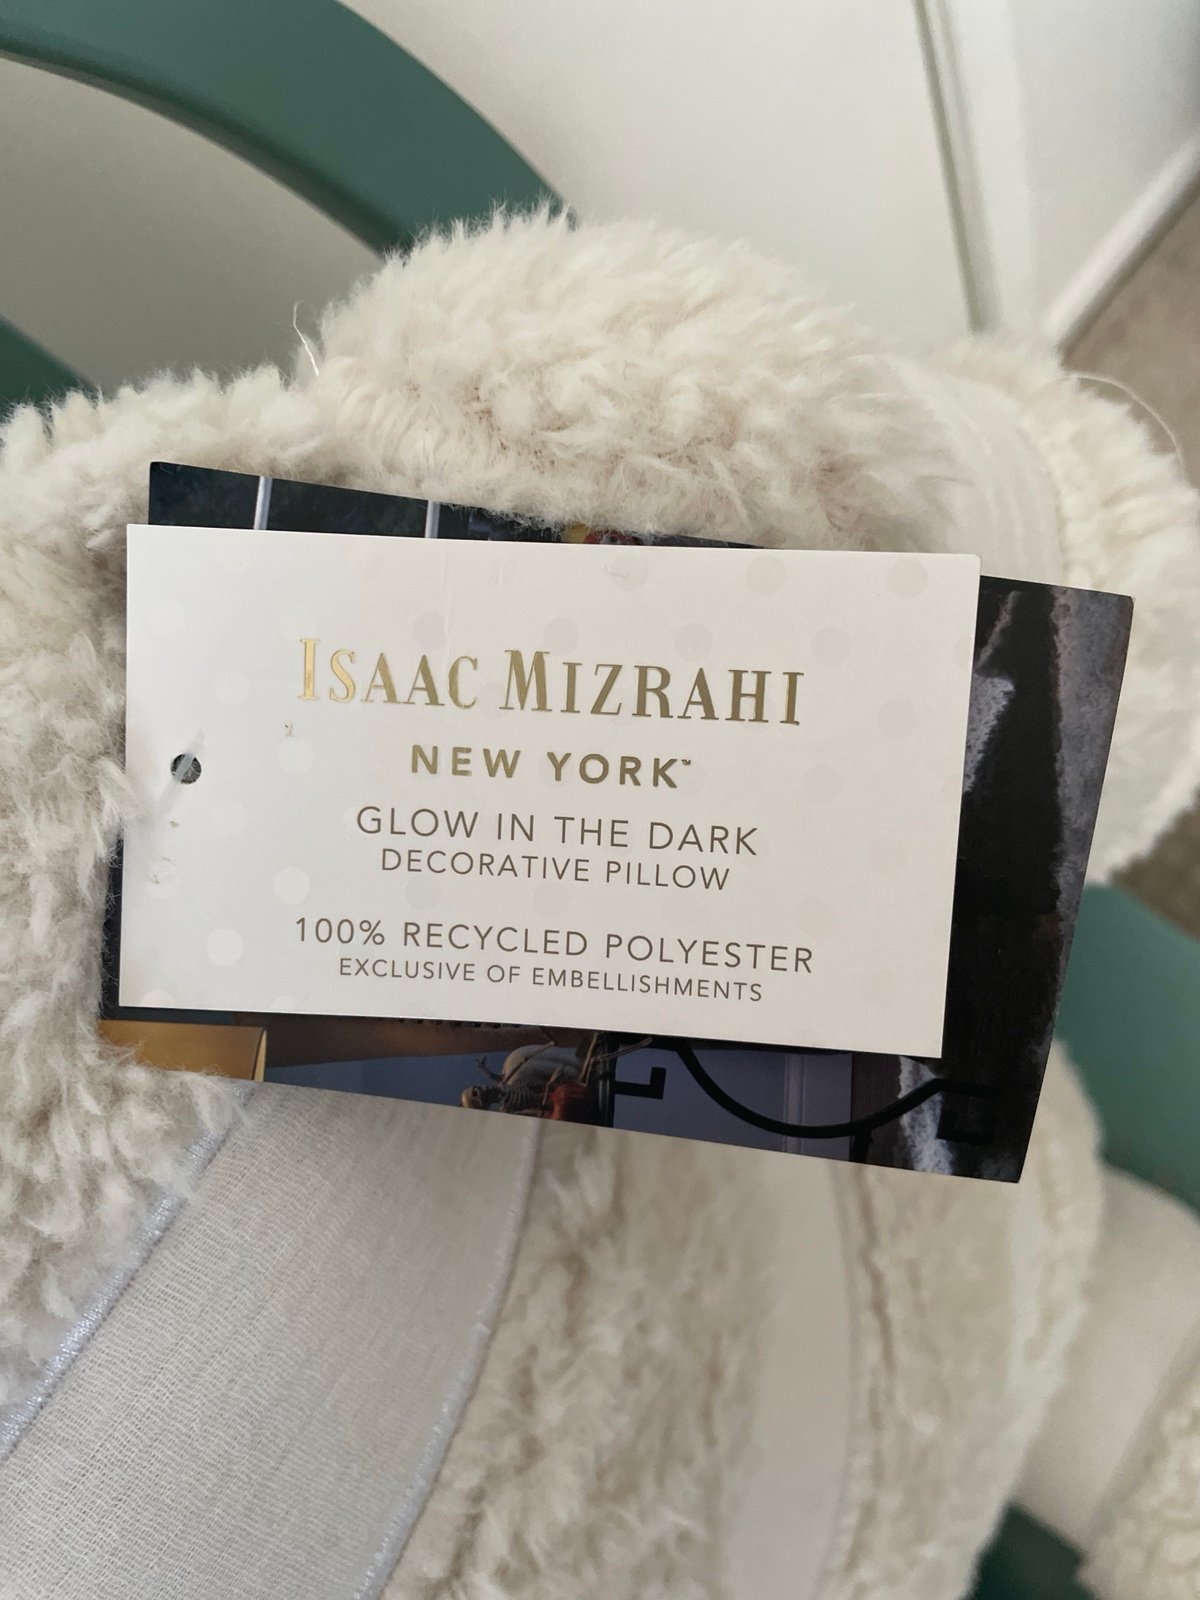 ISAAC MIZRAHI
NEW YORK™
GLOW IN THE DARK
DECORATIVE PILLOW
100% RECYCLED POLYESTER
EXCLUSIVE OF EMBELLISHMENTS